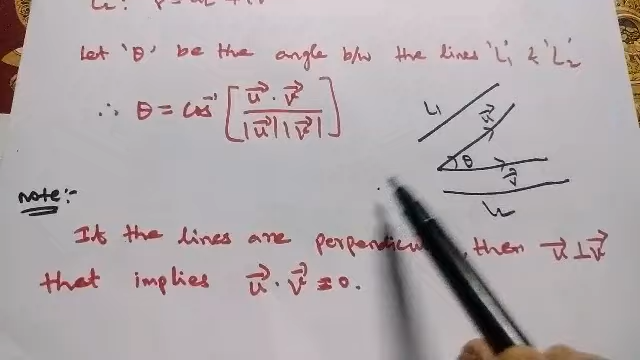 Let 'θ' be the angle b/w the lines 'L₁' & 'L₂'
∴ θ = cos⁻¹ [ u⃗ · v⃗ / |u⃗| |v⃗| ]
L₁
u⃗
θ
v⃗
L₂
note:-
If the lines are perpendicu , then u⃗ ⊥ v⃗
that implies u⃗ · v⃗ = 0.